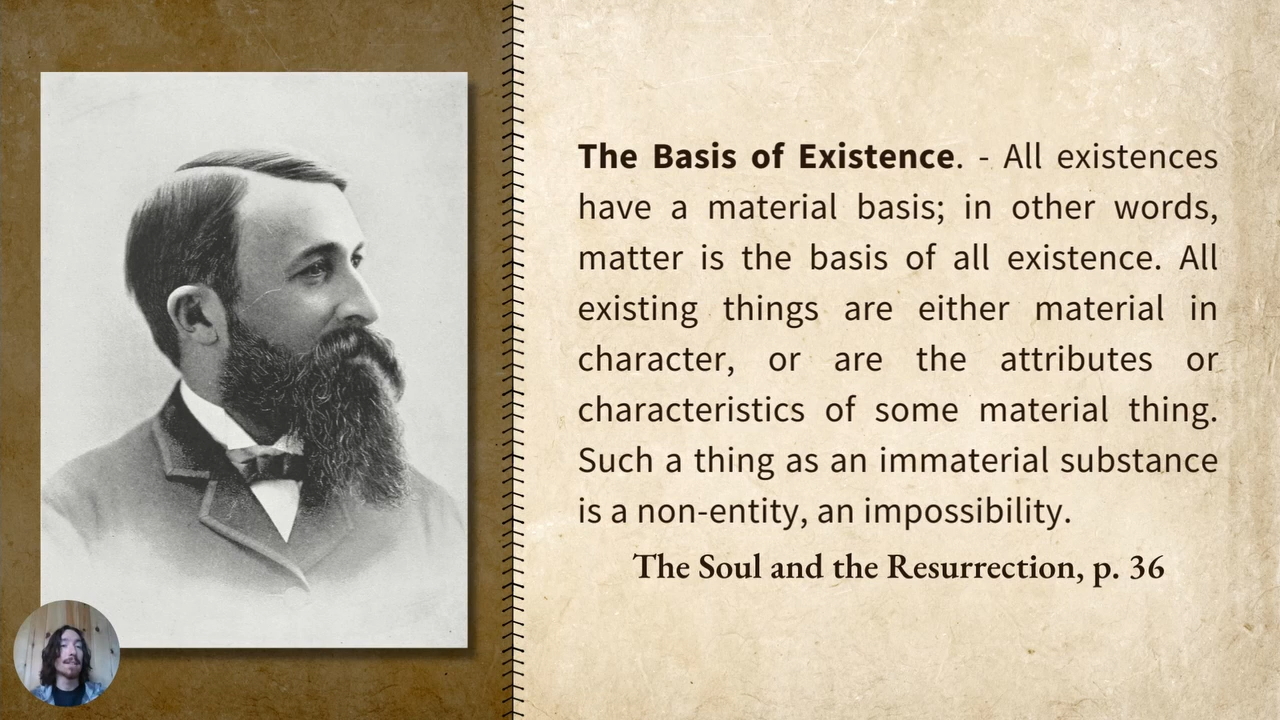 The Basis of Existence. - All existences
have a material basis; in other words,
matter is the basis of all existence. All
existing things are either material in
character, or are the attributes or
characteristics of some material thing.
Such a thing as an immaterial substance
is a non-entity, an impossibility.
The Soul and the Resurrection, p. 36